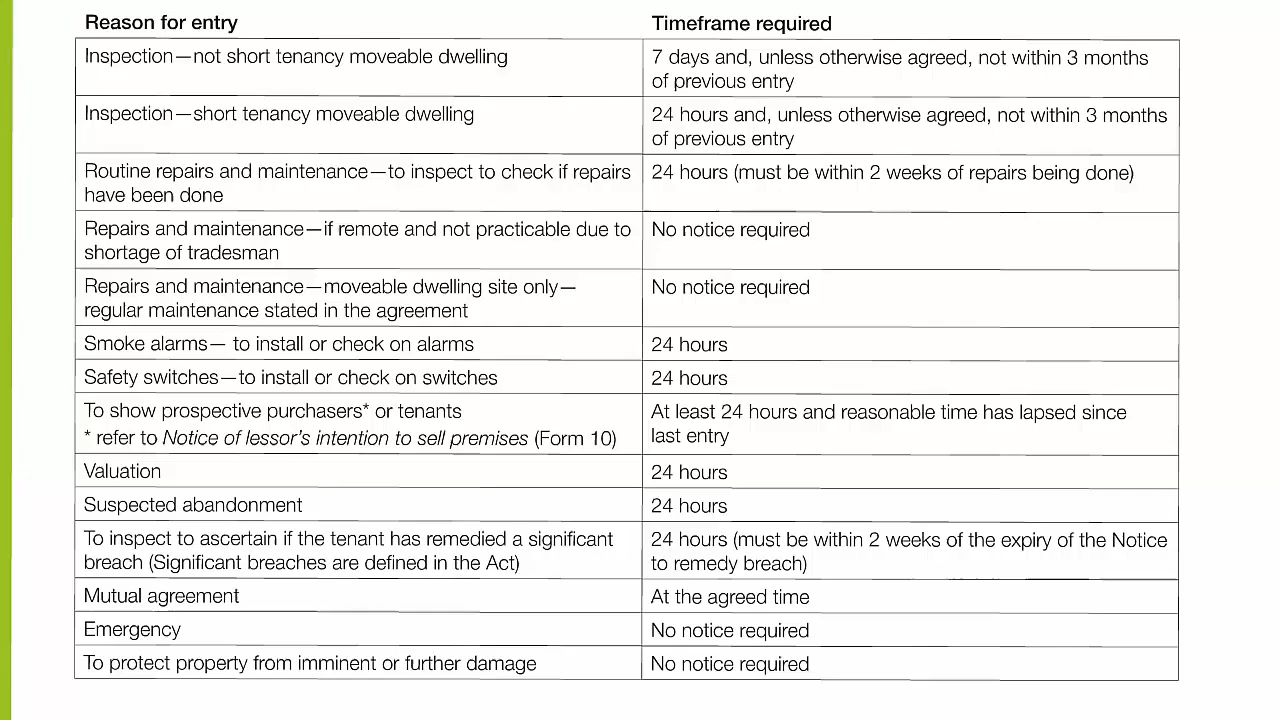 Reason for entry
Timeframe required
Inspection—not short tenancy moveable dwelling
7 days and, unless otherwise agreed, not within 3 months
of previous entry
Inspection—short tenancy moveable dwelling
24 hours and, unless otherwise agreed, not within 3 months
of previous entry
Routine repairs and maintenance—to inspect to check if repairs
have been done
24 hours (must be within 2 weeks of repairs being done)
Repairs and maintenance—if remote and not practicable due to
shortage of tradesman
No notice required
Repairs and maintenance—moveable dwelling site only—
regular maintenance stated in the agreement
No notice required
Smoke alarms— to install or check on alarms
24 hours
Safety switches—to install or check on switches
24 hours
To show prospective purchasers* or tenants
* refer to Notice of lessor's intention to sell premises (Form 10)
At least 24 hours and reasonable time has lapsed since
last entry
Valuation
24 hours
Suspected abandonment
24 hours
To inspect to ascertain if the tenant has remedied a significant
breach (Significant breaches are defined in the Act)
24 hours (must be within 2 weeks of the expiry of the Notice
to remedy breach)
Mutual agreement
At the agreed time
Emergency
No notice required
To protect property from imminent or further damage
No notice required